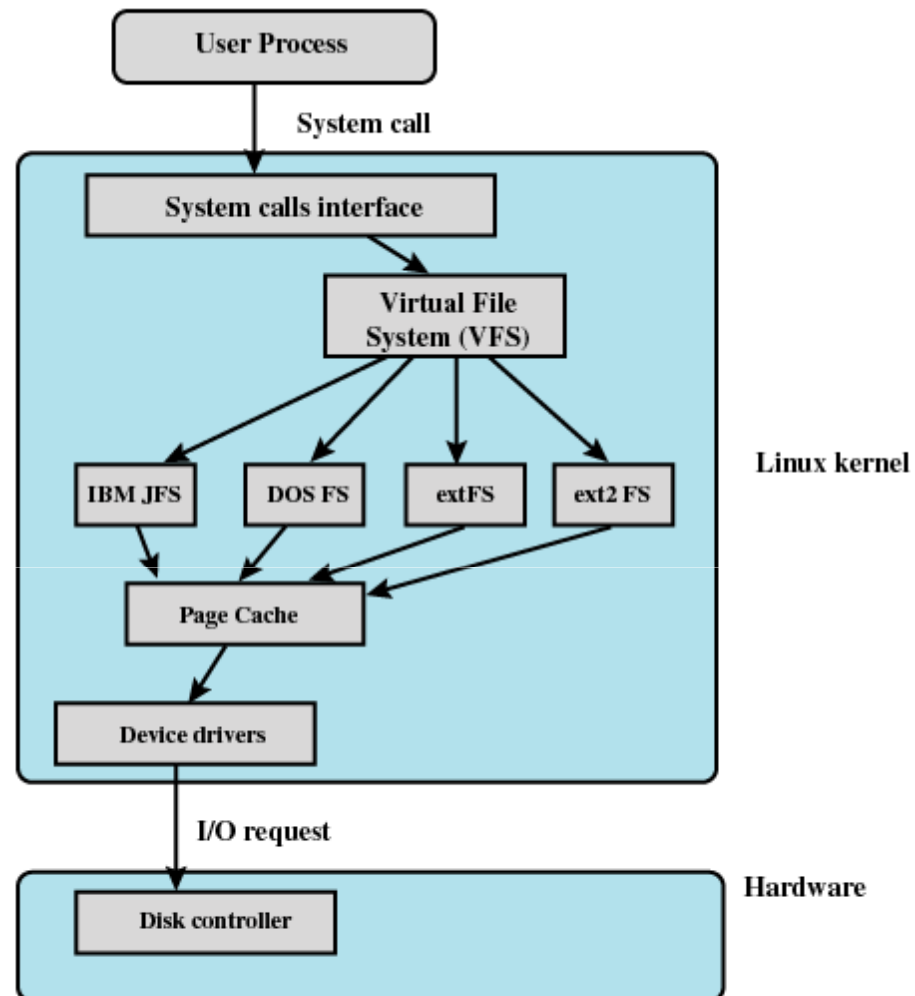 User Process
System call
System calls interface
Virtual File
System (VFS)
Linux kernel
IBM JFS
DOS FS
extFS
ext2 FS
Page Cache
Device drivers
I/O request
Hardware
Disk controller